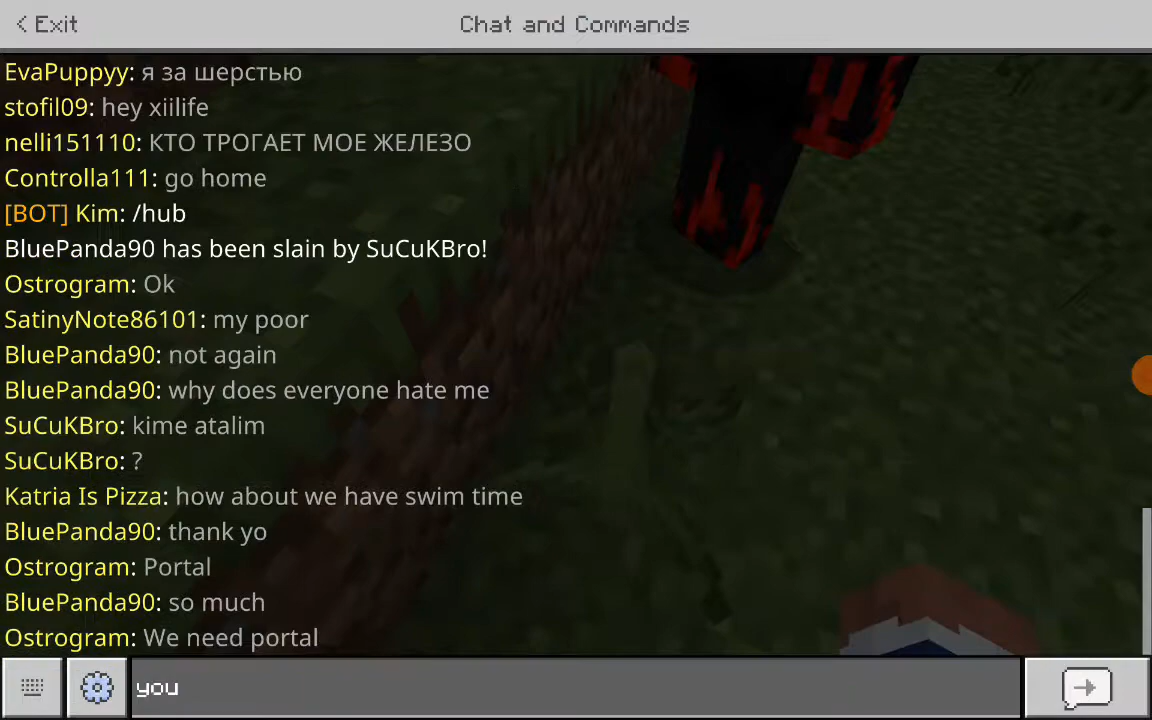 < Exit
Chat and Commands
EvaPuppyy: я за шерстью
stofil09: hey xiilife
nelli151110: КТО ТРОГАЕТ МОЕ ЖЕЛЕЗО
Controlla111: go home
[BOT] Kim: /hub
BluePanda90 has been slain by SuCuKBro!
Ostrogram: Ok
SatinyNote86101: my poor
BluePanda90: not again
BluePanda90: why does everyone hate me
SuCuKBro: kime atalim
SuCuKBro: ?
Katria Is Pizza: how about we have swim time
BluePanda90: thank yo
Ostrogram: Portal
BluePanda90: so much
Ostrogram: We need portal
you